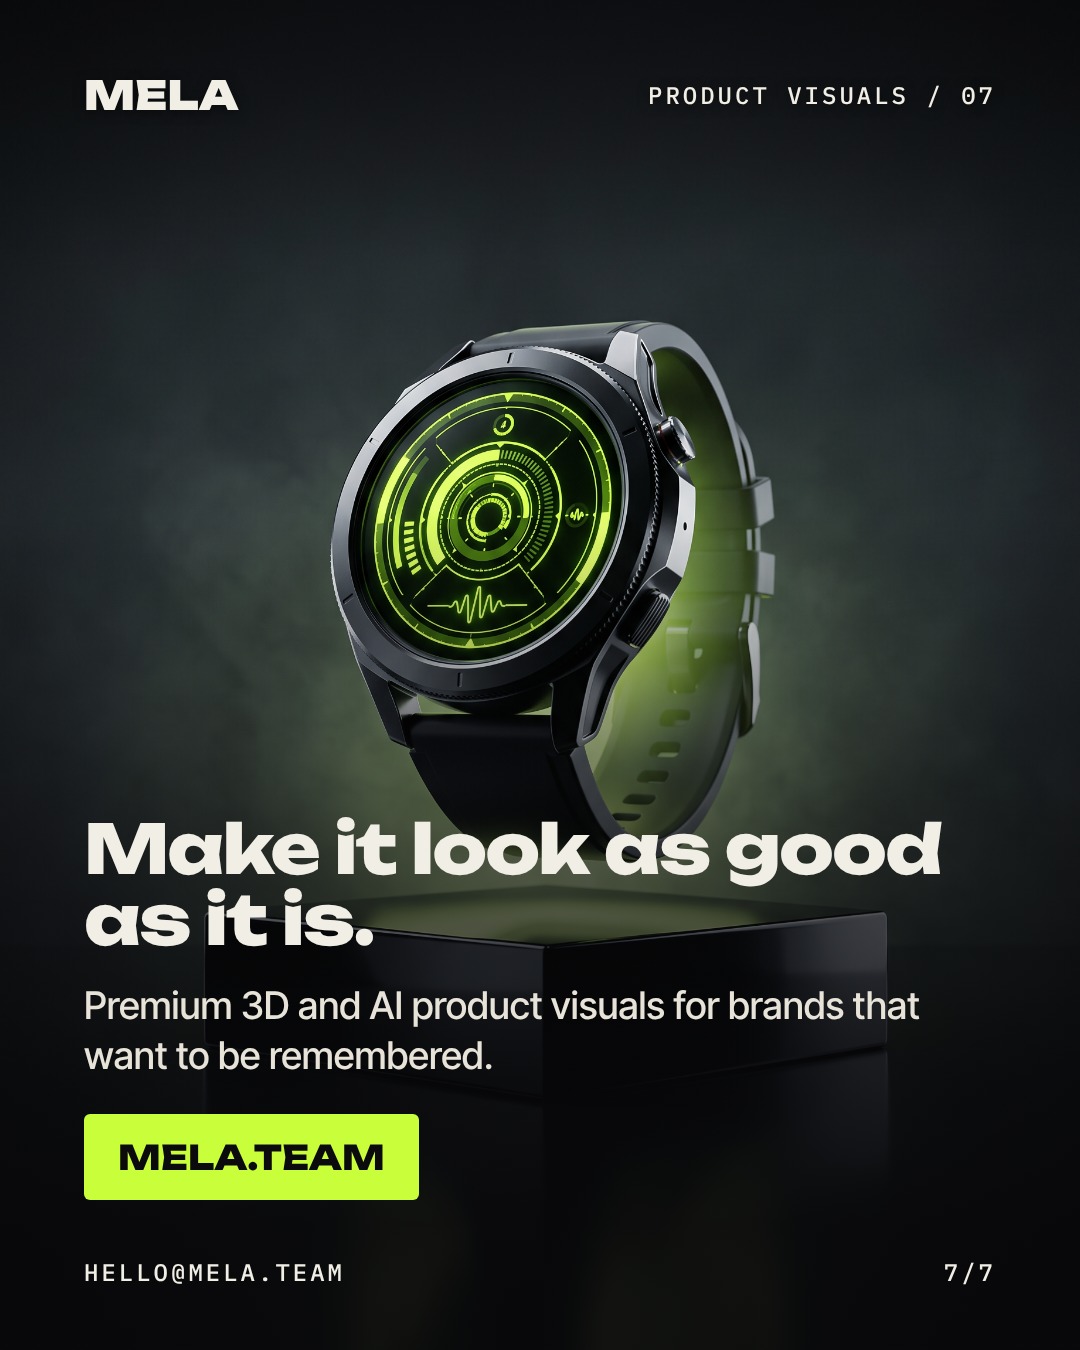 MELA
PRODUCT VISUALS / 07
Make it look as good
as it is.
Premium 3D and AI product visuals for brands that
want to be remembered.
MELA.TEAM
HELLO@MELA.TEAM
7/7